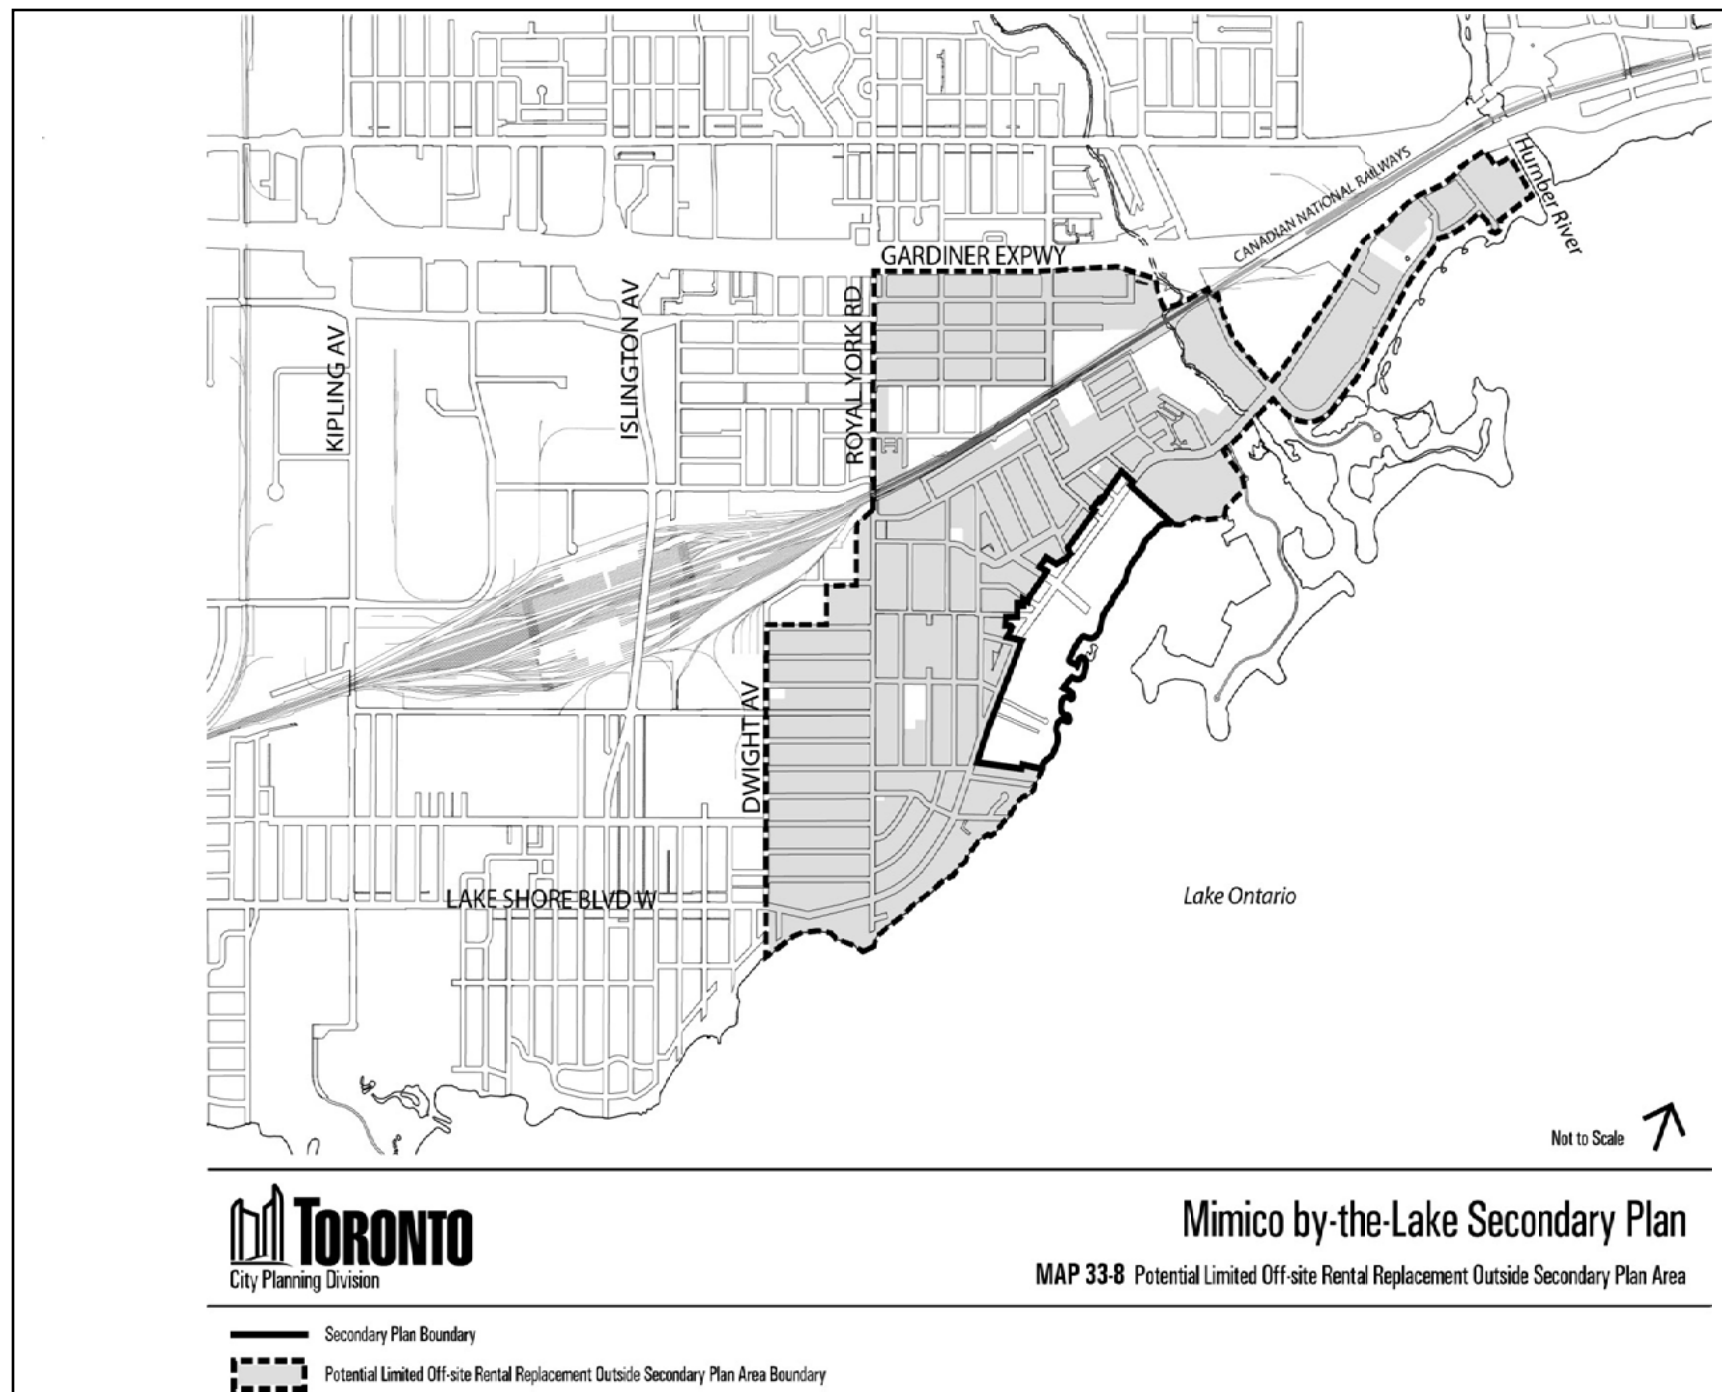 CANADIAN NATIONAL RAILWAYS
Humber River
GARDINER EXPWY
KIPLING AV
ISLINGTON AV
ROYAL YORK RD
DWIGHT AV
LAKE SHORE BLVD W
Lake Ontario
Not to Scale
TORONTO
City Planning Division
Mimico by-the-Lake Secondary Plan
MAP 33-8 Potential Limited Off-site Rental Replacement Outside Secondary Plan Area
Secondary Plan Boundary
Potential Limited Off-site Rental Replacement Outside Secondary Plan Area Boundary